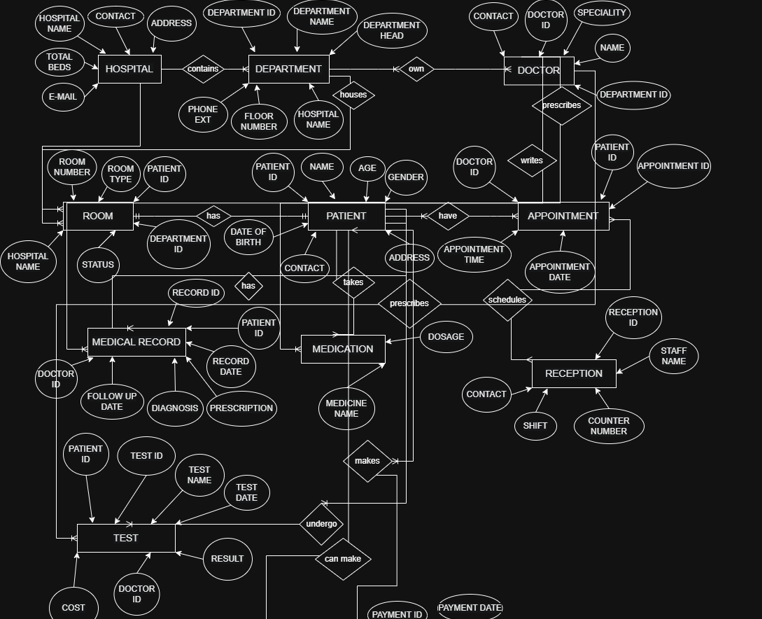 HOSPITAL
NAME
CONTACT
ADDRESS
DEPARTMENT ID
DEPARTMENT
NAME
DEPARTMENT
HEAD
CONTACT
DOCTOR
ID
SPECIALITY
NAME
TOTAL
BEDS
HOSPITAL
contains
DEPARTMENT
own
DOCTOR
E-MAIL
PHONE
EXT
FLOOR
NUMBER
HOSPITAL
NAME
houses
prescribes
DEPARTMENT ID
ROOM
NUMBER
ROOM
TYPE
PATIENT
ID
PATIENT
ID
NAME
AGE
GENDER
DOCTOR
ID
writes
PATIENT
ID
APPOINTMENT ID
ROOM
has
PATIENT
have
APPOINTMENT
HOSPITAL
NAME
STATUS
DEPARTMENT
ID
DATE OF
BIRTH
CONTACT
ADDRESS
APPOINTMENT
TIME
APPOINTMENT
DATE
RECORD ID
has
takes
prescribes
schedules
RECEPTION
ID
MEDICAL RECORD
PATIENT
ID
MEDICATION
DOSAGE
STAFF
NAME
DOCTOR
ID
RECORD
DATE
RECEPTION
FOLLOW UP
DATE
DIAGNOSIS
PRESCRIPTION
MEDICINE
NAME
CONTACT
SHIFT
COUNTER
NUMBER
PATIENT
ID
TEST ID
TEST
NAME
TEST
DATE
makes
TEST
undergo
RESULT
can make
DOCTOR
ID
COST
PAYMENT ID
PAYMENT DATE